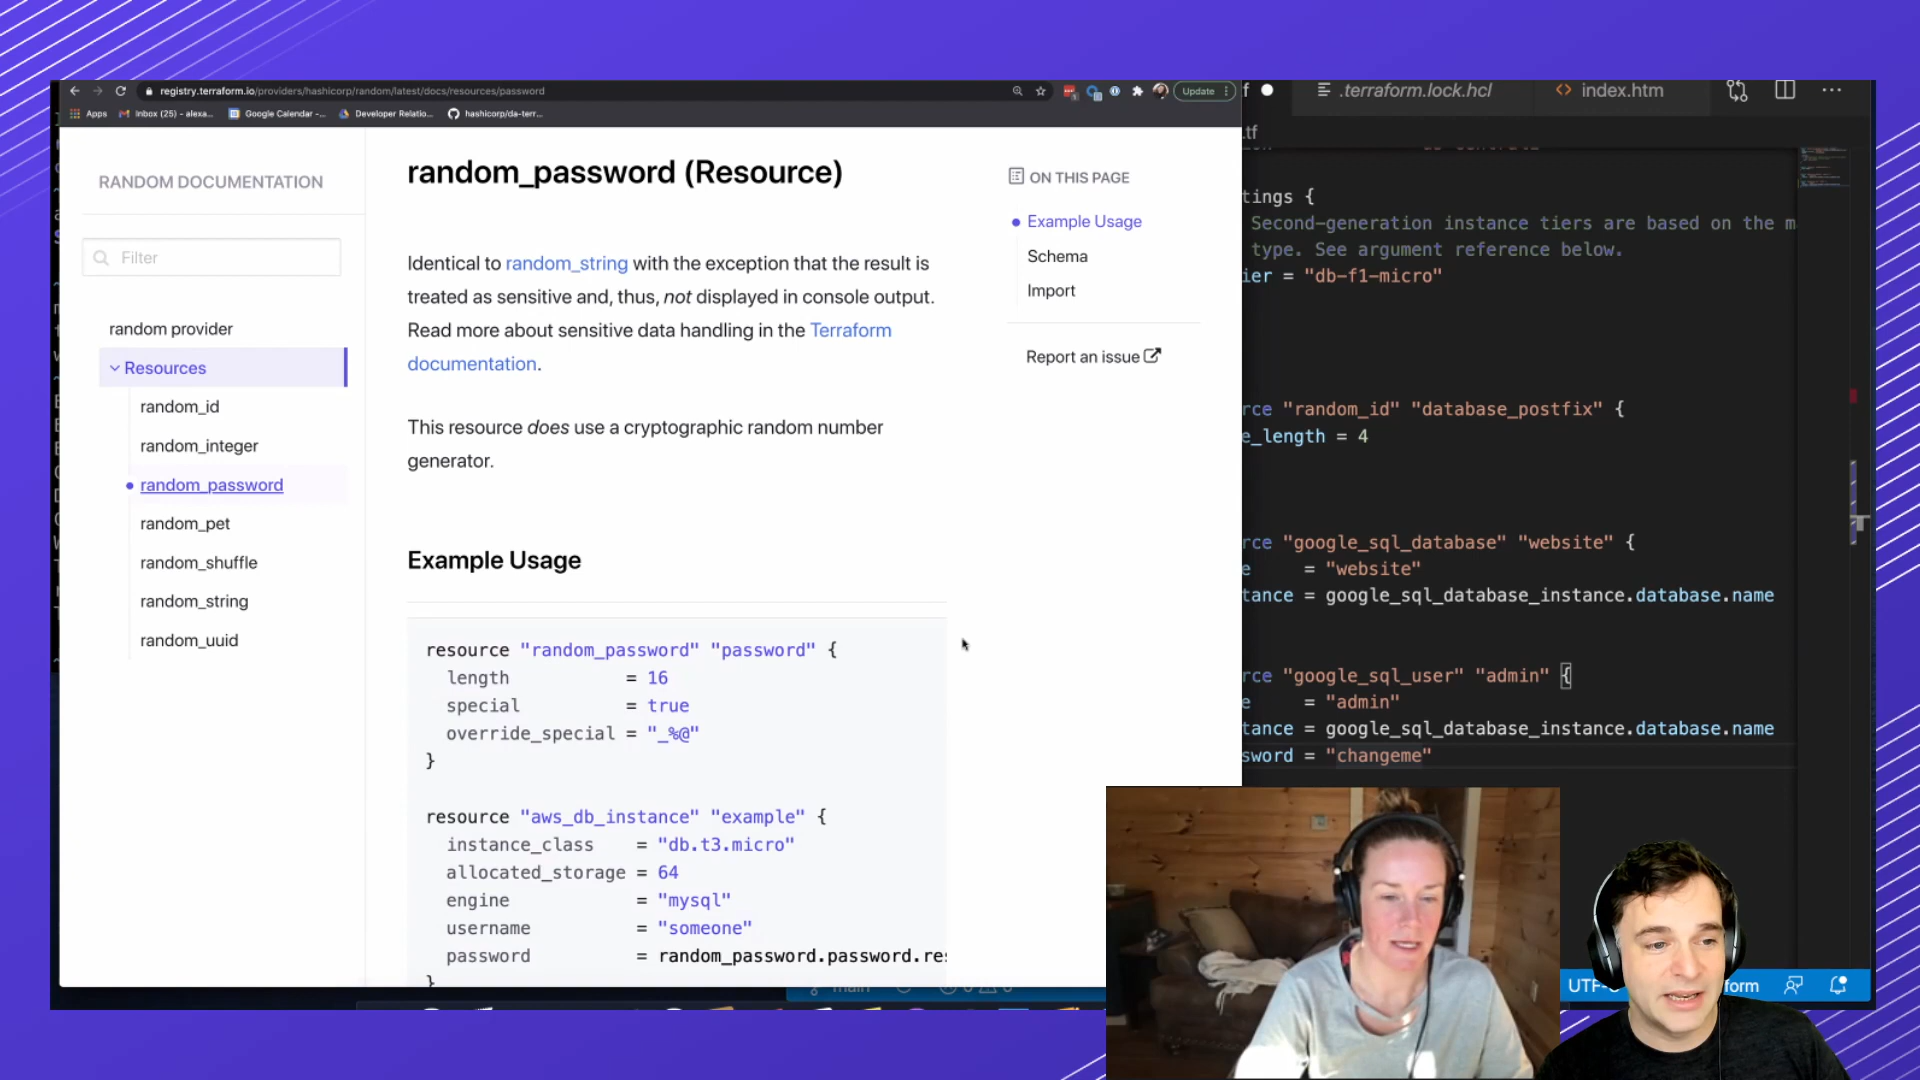 registry.terraform.io/providers/hashicorp/random/latest/docs/resources/password
Update
Apps
Inbox (25) - alexa...
Google Calendar -...
Developer Relatio...
hashicorp/da-terr...
RANDOM DOCUMENTATION
Filter
random provider
Resources
random_id
random_integer
random_password
random_pet
random_shuffle
random_string
random_uuid
random_password (Resource)
Identical to random_string with the exception that the result is
treated as sensitive and, thus, not displayed in console output.
Read more about sensitive data handling in the Terraform
documentation.
This resource does use a cryptographic random number
generator.
Example Usage
resource "random_password" "password" {
length = 16
special = true
override_special = "_%@"
}
resource "aws_db_instance" "example" {
instance_class = "db.t3.micro"
allocated_storage = 64
engine = "mysql"
username = "someone"
password = random_password.password.res
}
ON THIS PAGE
Example Usage
Schema
Import
Report an issue
f
.terraform.lock.hcl
index.htm
.tf
tings {
Second-generation instance tiers are based on the m
type. See argument reference below.
ier = "db-f1-micro"
rce "random_id" "database_postfix" {
e_length = 4
rce "google_sql_database" "website" {
e = "website"
tance = google_sql_database_instance.database.name
rce "google_sql_user" "admin" {
e = "admin"
tance = google_sql_database_instance.database.name
sword = "changeme"
main
UTF-
form